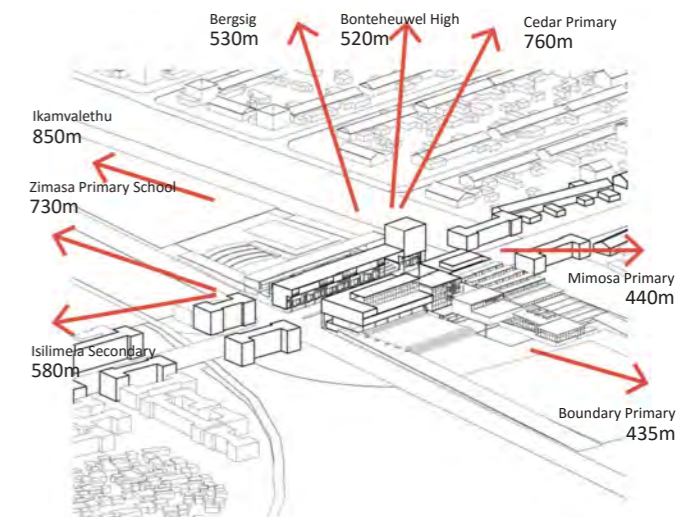 Bergsig
530m
Bonteheuwel High
520m
Cedar Primary
760m
Ikamvalethu
850m
Zimasa Primary School
730m
Mimosa Primary
440m
Isilimela Secondary
580m
Boundary Primary
435m